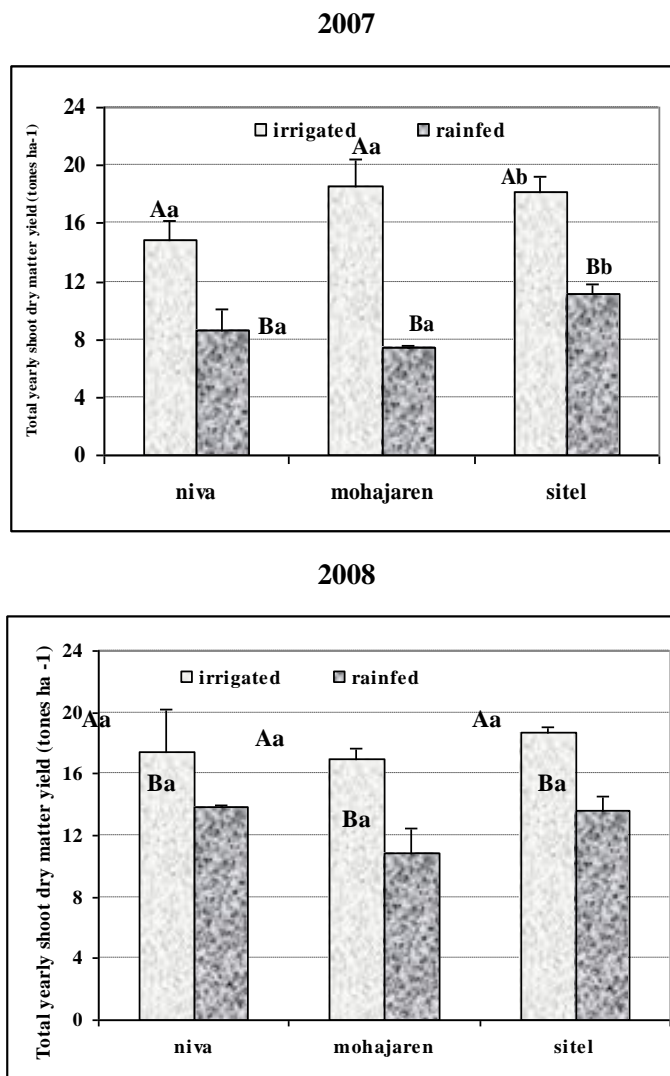 2007
Total yearly shoot dry matter yield (tones ha-1)
24
20
16
12
8
4
0
irrigated rainfed
Aa
Ba
Aa
Ba
Ab
Bb
niva mohajaren sitel
2008
Total yearly shoot dry matter yield (tones ha -1)
24
20
16
12
8
4
0
irrigated rainfed
Aa
Ba
Aa
Ba
Aa
Ba
niva mohajaren sitel